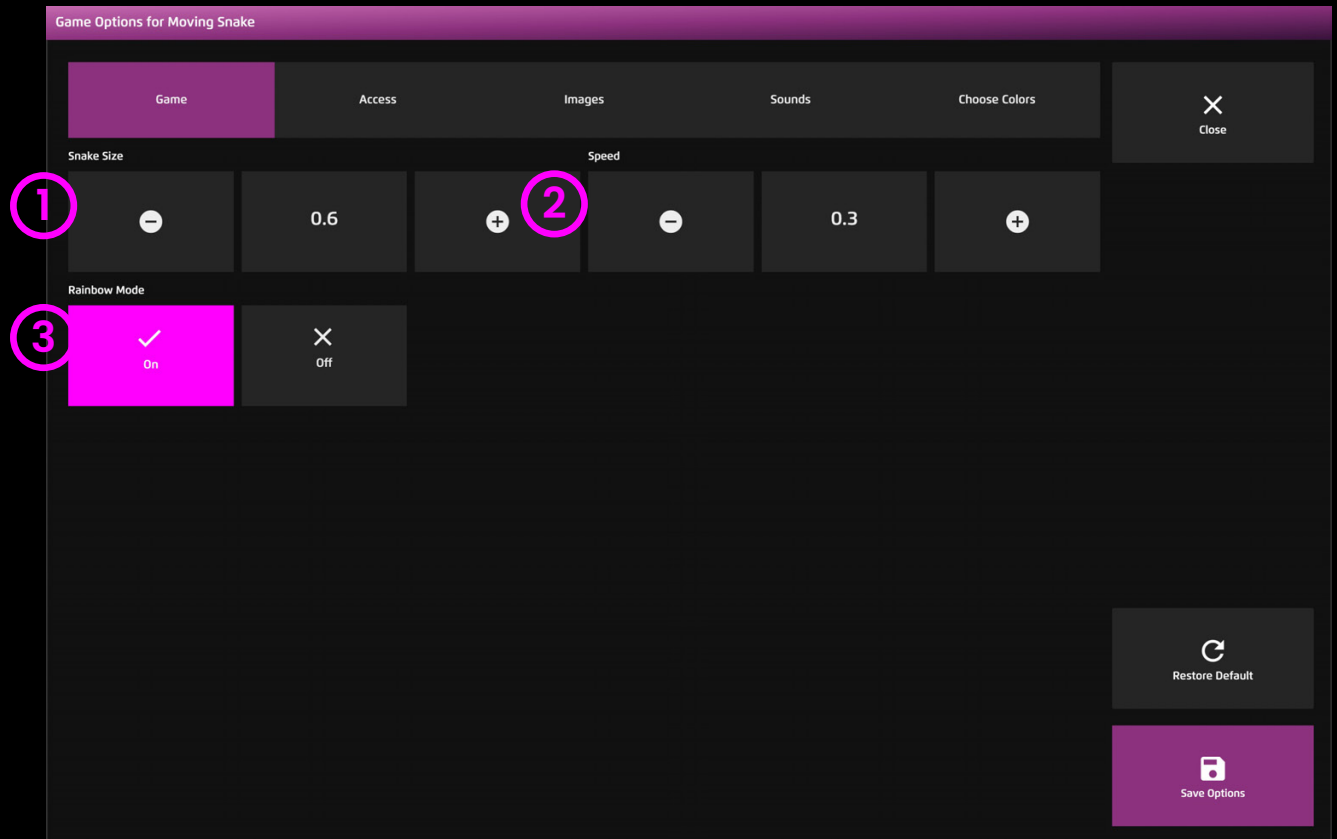 Game Options for Moving Snake
Game Access Images Sounds Choose Colors
Close
Snake Size Speed
1 0.6 2 0.3
Rainbow Mode
3 On Off
Restore Default
Save Options